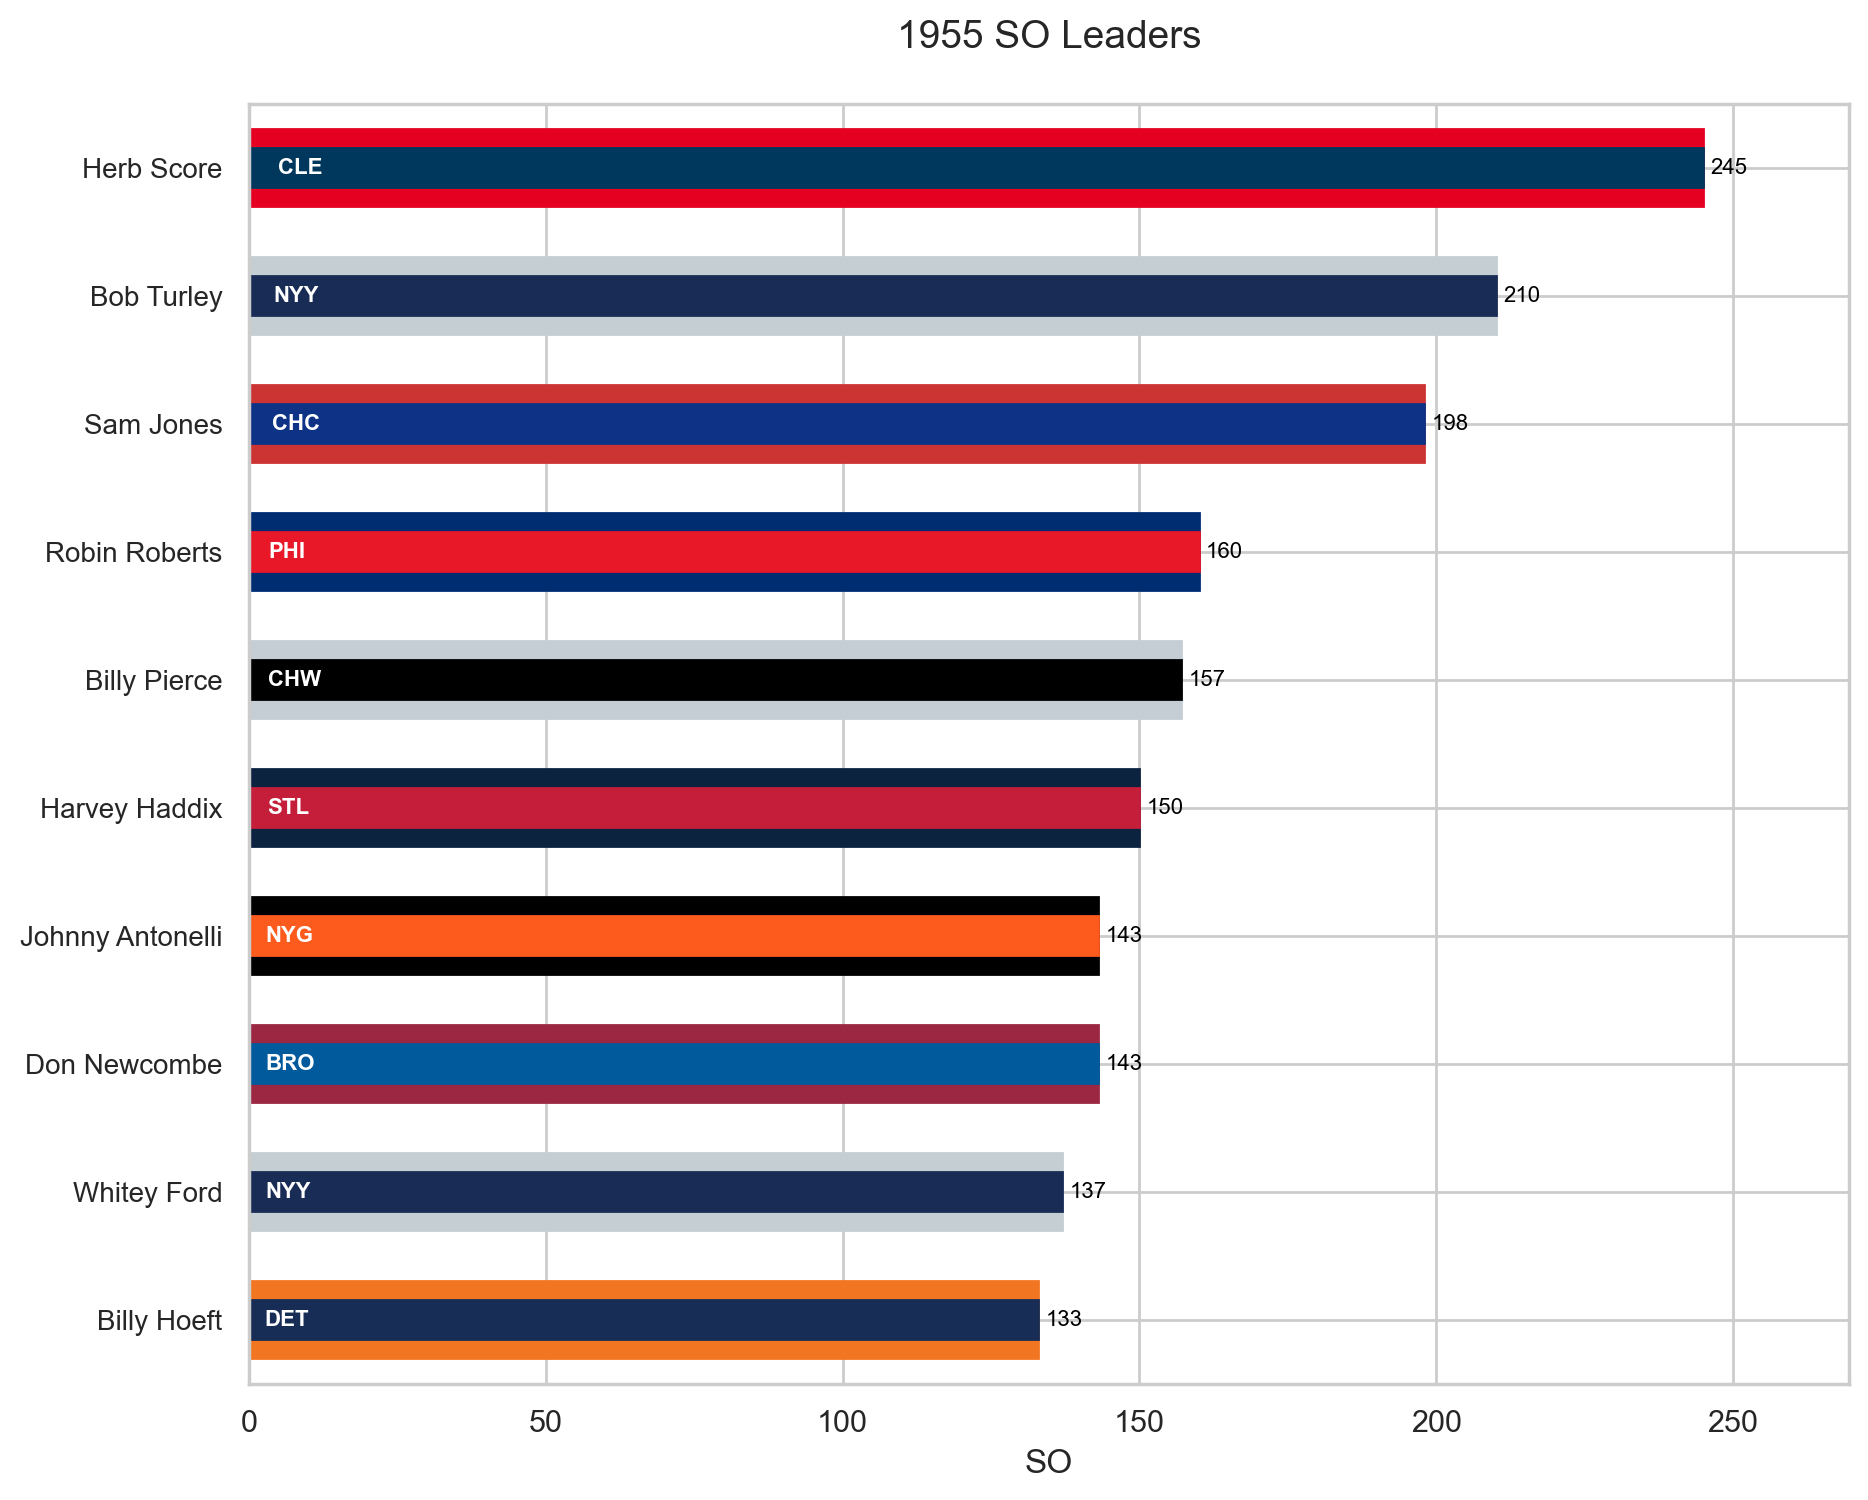 1955 SO Leaders
Herb Score CLE 245
Bob Turley NYY 210
Sam Jones CHC 198
Robin Roberts PHI 160
Billy Pierce CHW 157
Harvey Haddix STL 150
Johnny Antonelli NYG 143
Don Newcombe BRO 143
Whitey Ford NYY 137
Billy Hoeft DET 133
0 50 100 150 200 250
SO